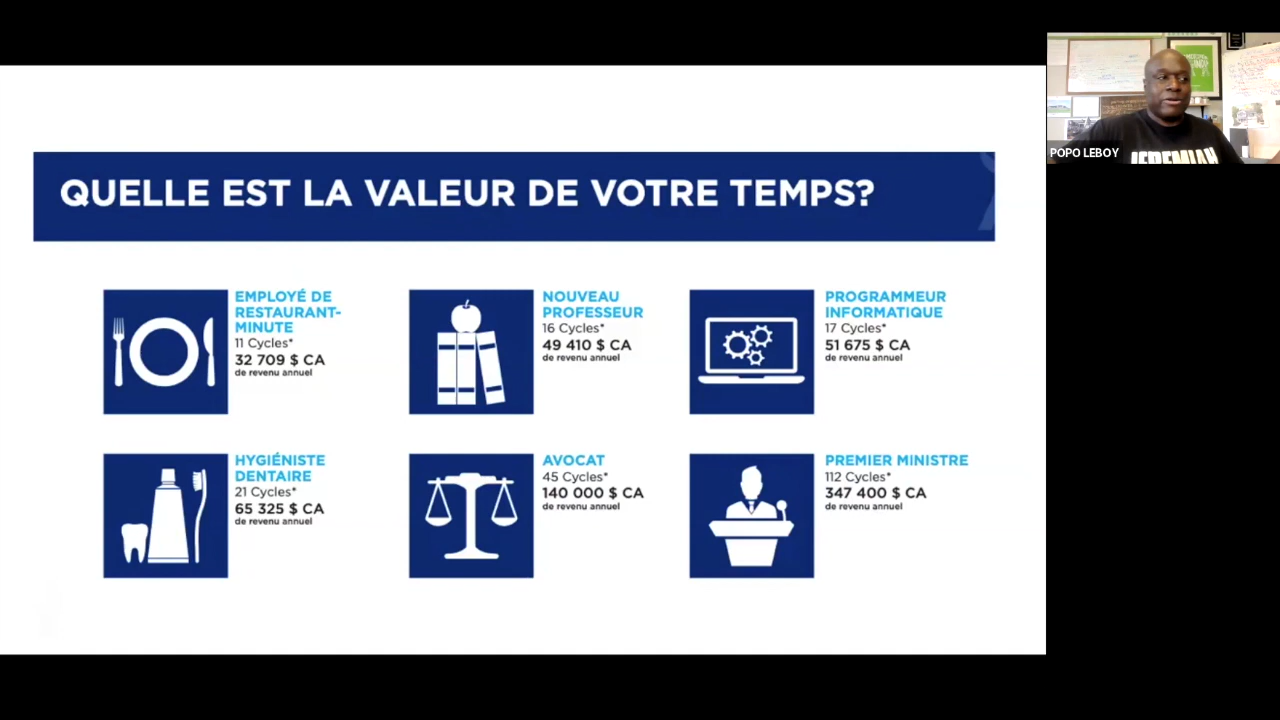 QUELLE EST LA VALEUR DE VOTRE TEMPS?
EMPLOYÉ DE
RESTAURANT-
MINUTE
11 Cycles*
32 709 $ CA
de revenu annuel
NOUVEAU
PROFESSEUR
16 Cycles*
49 410 $ CA
de revenu annuel
PROGRAMMEUR
INFORMATIQUE
17 Cycles*
51 675 $ CA
de revenu annuel
HYGIÉNISTE
DENTAIRE
21 Cycles*
65 325 $ CA
de revenu annuel
AVOCAT
45 Cycles*
140 000 $ CA
de revenu annuel
PREMIER MINISTRE
112 Cycles*
347 400 $ CA
de revenu annuel
JEREMIAH
POPO LEBOY